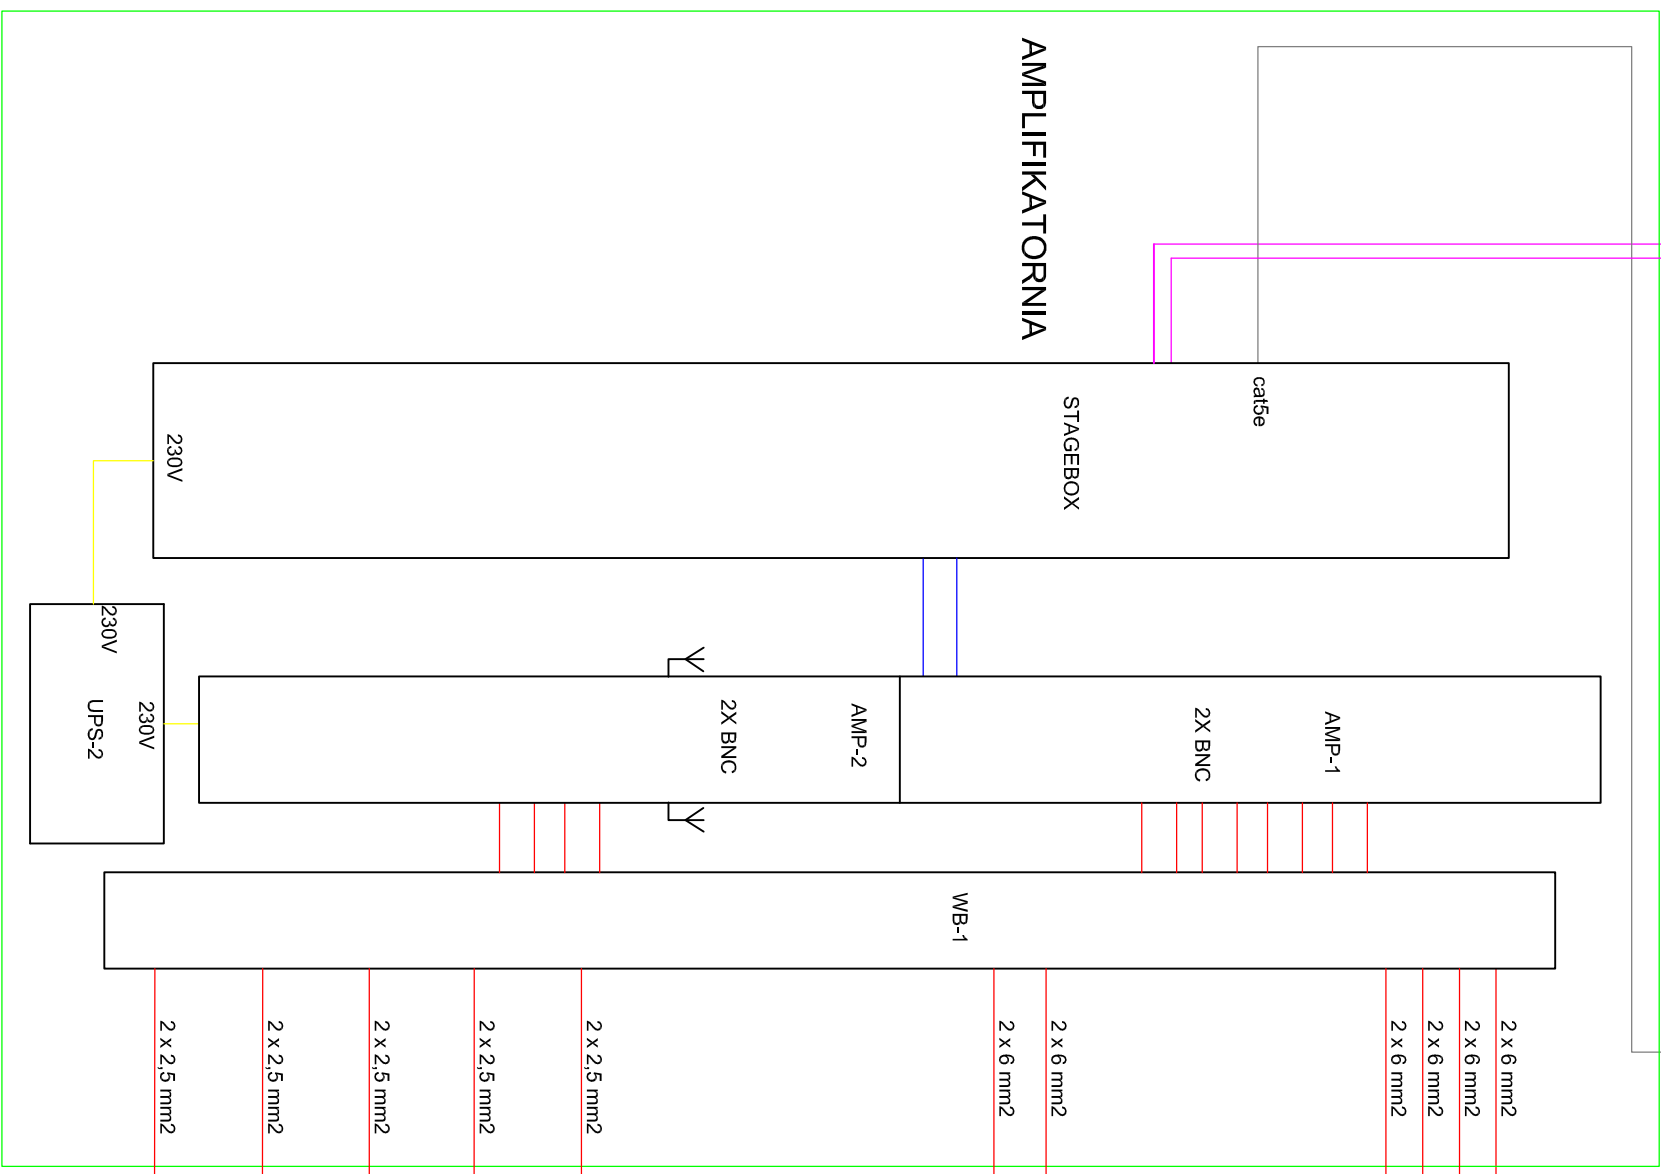 AMPLIFIKATORNIA
cat5e
STAGEBOX
230V
230V
UPS-2
230V
AMP-1
2X BNC
AMP-2
2X BNC
WB-1
2 x 6 mm2
2 x 6 mm2
2 x 6 mm2
2 x 6 mm2
2 x 6 mm2
2 x 6 mm2
2 x 2,5 mm2
2 x 2,5 mm2
2 x 2,5 mm2
2 x 2,5 mm2
2 x 2,5 mm2